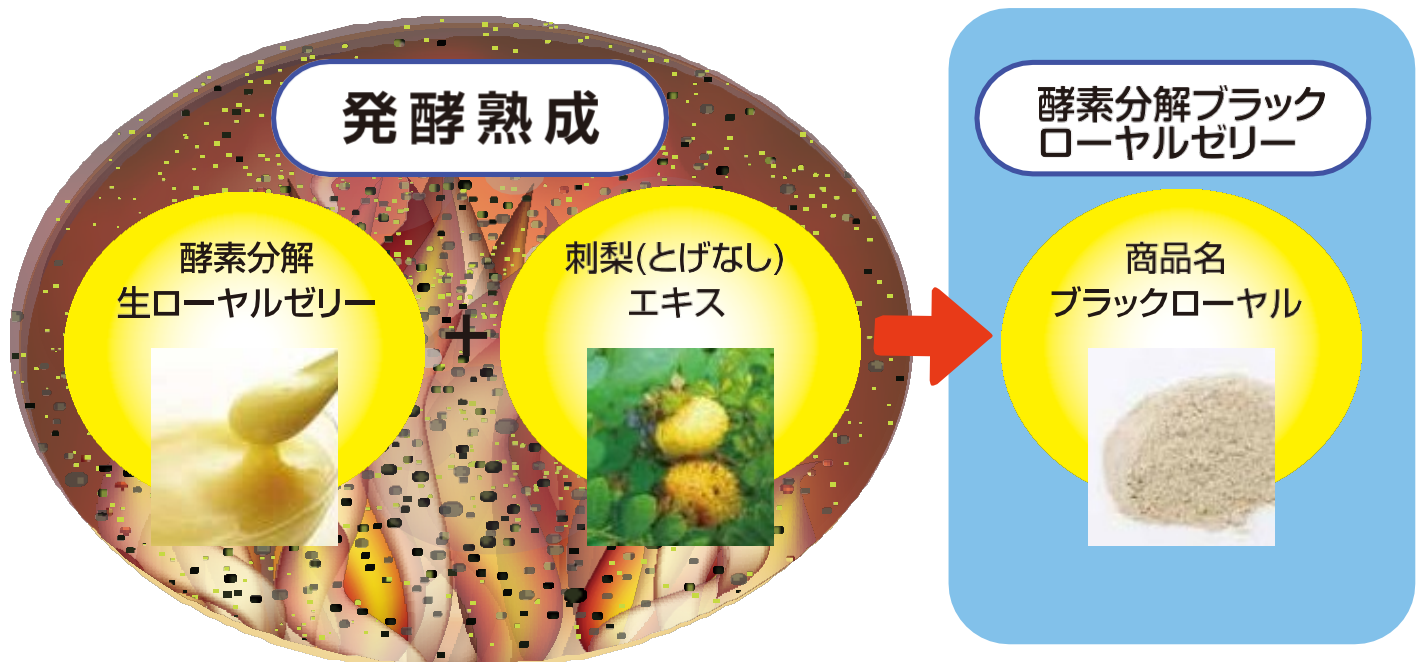 発酵熟成
酵素分解
生ローヤルゼリー
+
刺梨(とげなし)
エキス
酵素分解ブラック
ローヤルゼリー
商品名
ブラックローヤル